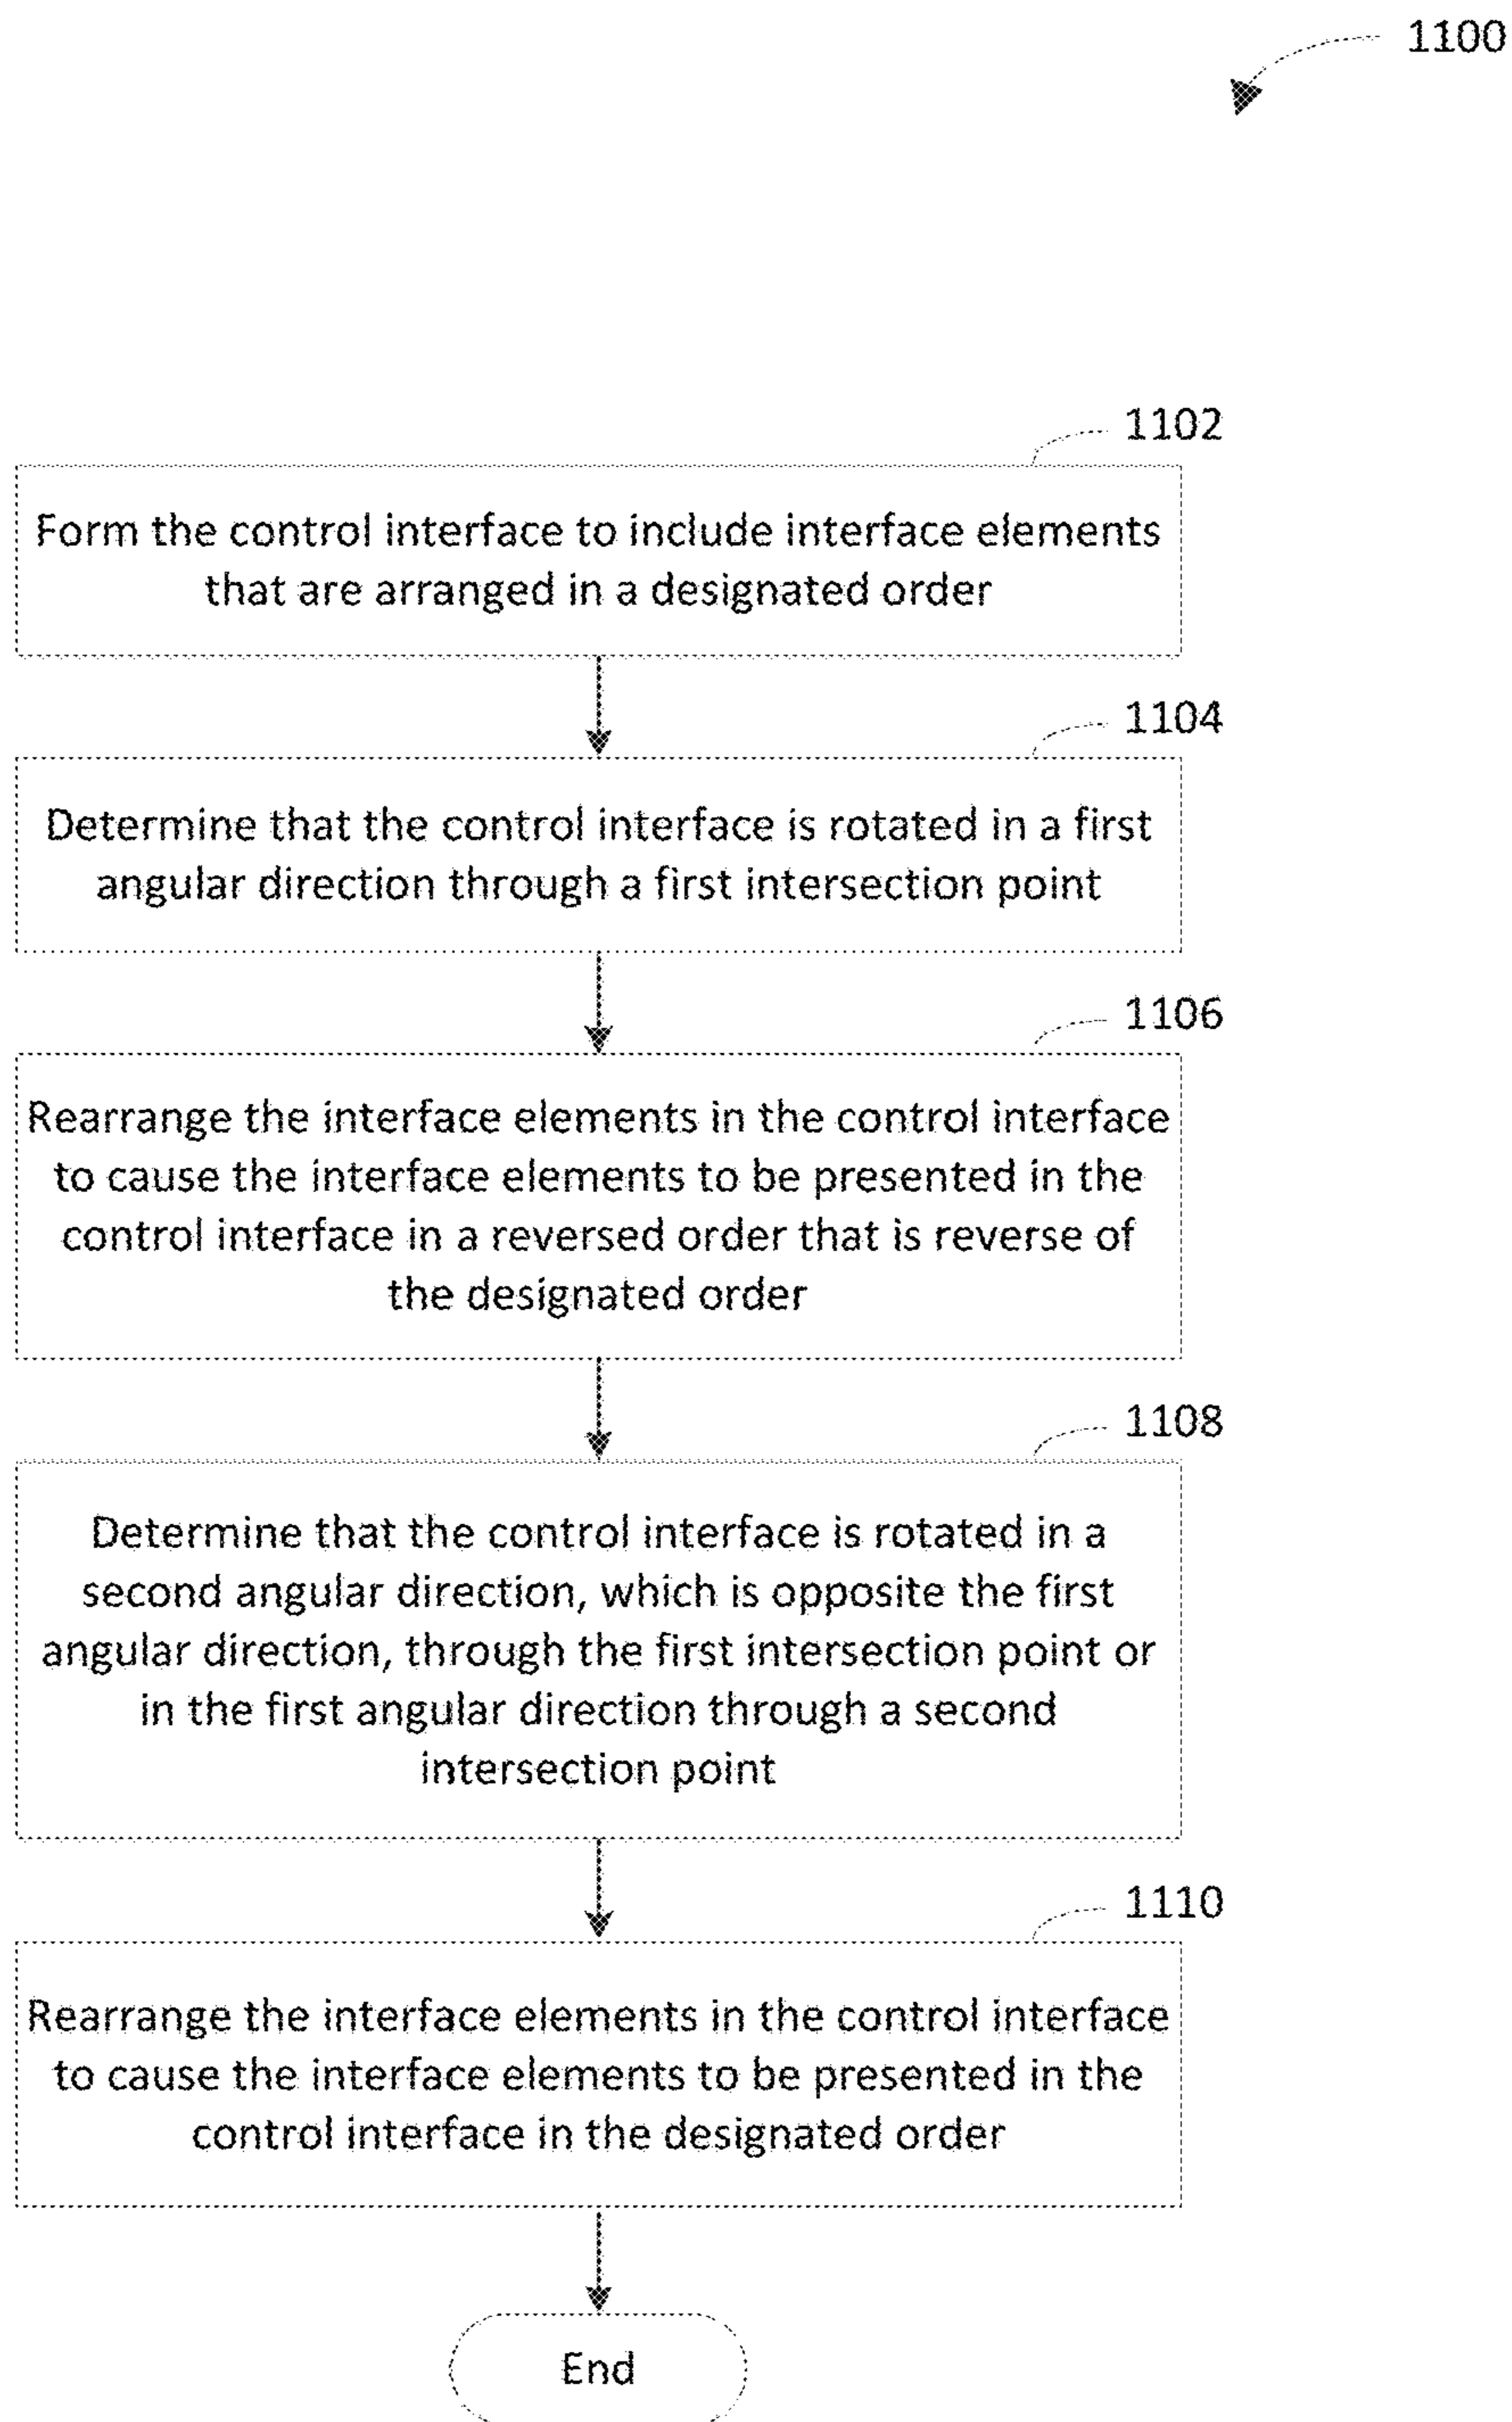 1100
1102
Form the control interface to include interface elements
that are arranged in a designated order
1104
Determine that the control interface is rotated in a first
angular direction through a first intersection point
1106
Rearrange the interface elements in the control interface
to cause the interface elements to be presented in the
control interface in a reversed order that is reverse of
the designated order
1108
Determine that the control interface is rotated in a
second angular direction, which is opposite the first
angular direction, through the first intersection point or
in the first angular direction through a second
intersection point
1110
Rearrange the interface elements in the control interface
to cause the interface elements to be presented in the
control interface in the designated order
End